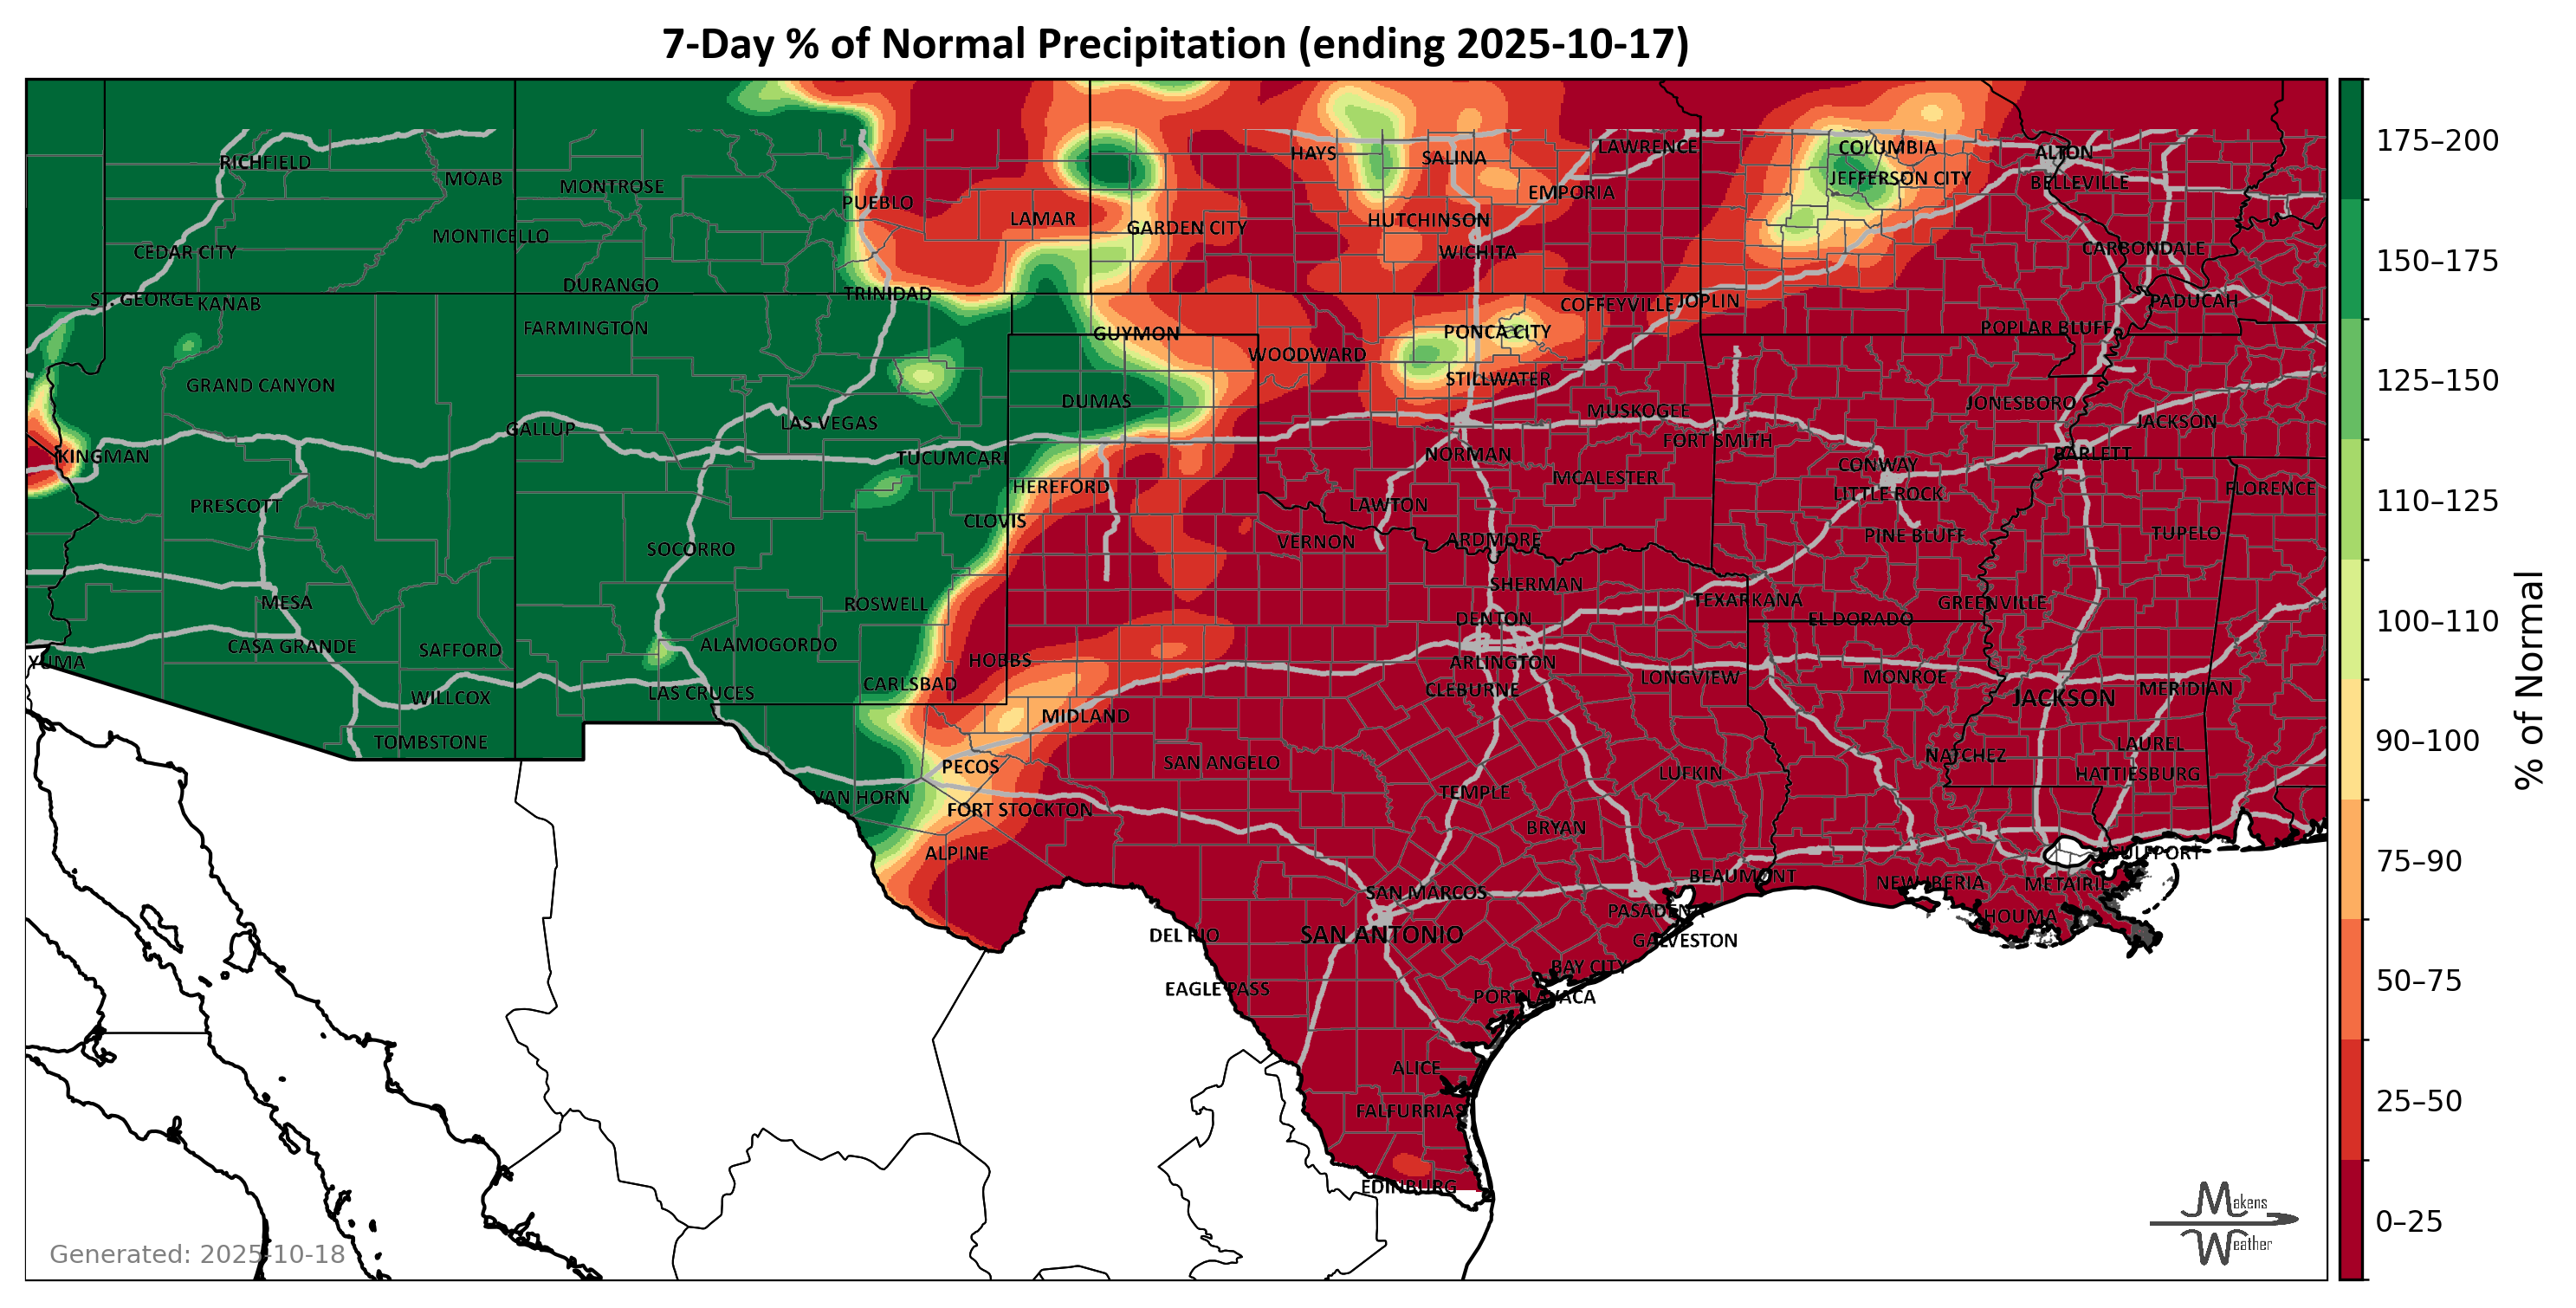 7-Day % of Normal Precipitation (ending 2025-10-17)
RICHFIELD
MOAB
MONTROSE
PUEBLO
LAMAR
HAYS
SALINA
LAWRENCE
COLUMBIA
ALTON
JEFFERSON CITY
BELLEVILLE
EMPORIA
HUTCHINSON
GARDEN CITY
WICHITA
MONTICELLO
CEDAR CITY
CARBONDALE
DURANGO
TRINIDAD
ST. GEORGE
KANAB
COFFEYVILLE
JOPLIN
PADUCAH
FARMINGTON
GUYMON
PONCA CITY
POPLAR BLUFF
WOODWARD
STILLWATER
GRAND CANYON
DUMAS
MUSKOGEE
JONESBORO
JACKSON
LAS VEGAS
GALLUP
FORT SMITH
KINGMAN
TUCUMCARI
NORMAN
BARLETT
CONWAY
MCALESTER
HEREFORD
LITTLE ROCK
FLORENCE
PRESCOTT
LAWTON
CLOVIS
PINE BLUFF
TUPELO
SOCORRO
VERNON
ARDMORE
SHERMAN
MESA
ROSWELL
TEXARKANA
GREENVILLE
DENTON
EL DORADO
CASA GRANDE
SAFFORD
ALAMOGORDO
HOBBS
YUMA
ARLINGTON
LONGVIEW
MONROE
CARLSBAD
CLEBURNE
MERIDIAN
WILLCOX
LAS CRUCES
JACKSON
MIDLAND
TOMBSTONE
LAUREL
NATCHEZ
PECOS
SAN ANGELO
LUFKIN
HATTIESBURG
VAN HORN
TEMPLE
FORT STOCKTON
BRYAN
ALPINE
GULFPORT
BEAUMONT
NEW IBERIA
METAIRIE
SAN MARCOS
PASADENA
HOUMA
DEL RIO
SAN ANTONIO
GALVESTON
BAY CITY
EAGLE PASS
PORT LAVACA
ALICE
FALFURRIAS
EDINBURG
Generated: 2025-10-18
Makens
Weather
175–200
150–175
125–150
110–125
100–110
90–100
75–90
50–75
25–50
0–25
% of Normal